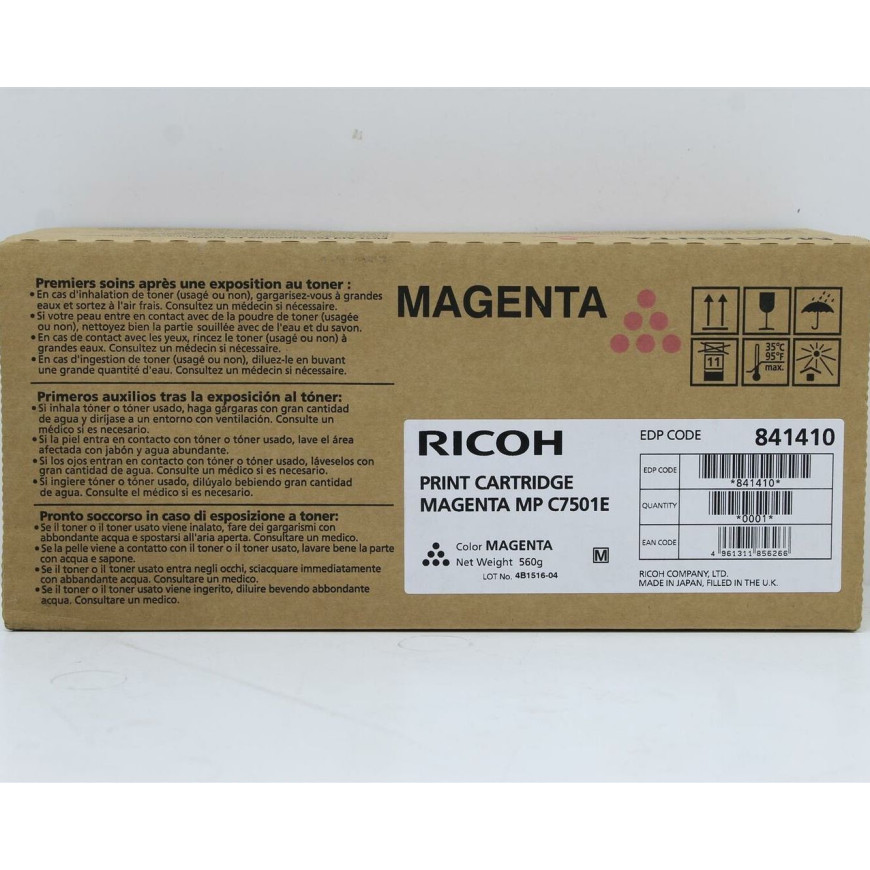 Premiers soins après une exposition au toner :
•En cas d'inhalation de toner (usagé ou non), gargarisez-vous à grandes
eaux et sortez à l'air frais. Consultez un médecin si nécessaire.
•Si votre peau entre en contact avec de la poudre de toner (usagée
ou non), nettoyez bien la partie souillée avec de l'eau et du savon.
•En cas de contact avec les yeux, rincez le toner (usagé ou non) à
grandes eaux. Consultez un médecin si nécessaire.
•En cas d'ingestion de toner (usagé ou non), diluez-le en buvant
une grande quantité d'eau. Consultez un médecin si nécessaire.
Primeros auxilios tras la exposición al tóner:
•Si inhala tóner o tóner usado, haga gárgaras con gran cantidad
de agua y diríjase a un entorno con ventilación. Consulte un
médico si es necesario.
•Si la piel entra en contacto con tóner o tóner usado, lave el área
afectada con jabón y agua abundante.
•Si los ojos entran en contacto con tóner o tóner usado, láveselos con
gran cantidad de agua. Consulte un médico si es necesario.
•Si ingiere tóner o tóner usado, dilúyalo bebiendo gran cantidad
de agua. Consulte el médico si es necesario.
Pronto soccorso in caso di esposizione a toner:
•Se il toner o il toner usato viene inalato, fare dei gargarismi con
abbondante acqua e spostarsi all'aria aperta. Consultare un medico.
•Se la pelle viene a contatto con il toner o il toner usato, lavare bene la parte
con acqua e sapone.
•Se il toner o il toner usato entra negli occhi, sciacquare immediatamente
con abbandante acqua. Consultare un medico.
•Se il toner o il toner usato viene ingerito, diluire bevendo abbondante
acqua. Consultare un medico.
MAGENTA
11
35°C
95°F
max.
RICOH
PRINT CARTRIDGE
MAGENTA MP C7501E
Color MAGENTA
Net Weight 560g
LOT No. 4B1516-04
M
EDP CODE 841410
EDP CODE
*841410*
QUANTITY
*0001*
EAN CODE
4 961311 856266
RICOH COMPANY, LTD.
MADE IN JAPAN, FILLED IN THE U.K.